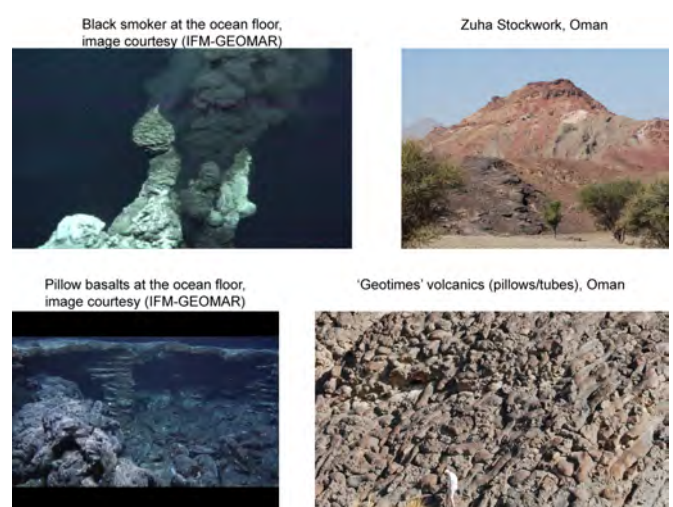 Black smoker at the ocean floor,
image courtesy (IFM-GEOMAR)
Zuha Stockwork, Oman
Pillow basalts at the ocean floor,
image courtesy (IFM-GEOMAR)
‘Geotimes’ volcanics (pillows/tubes), Oman